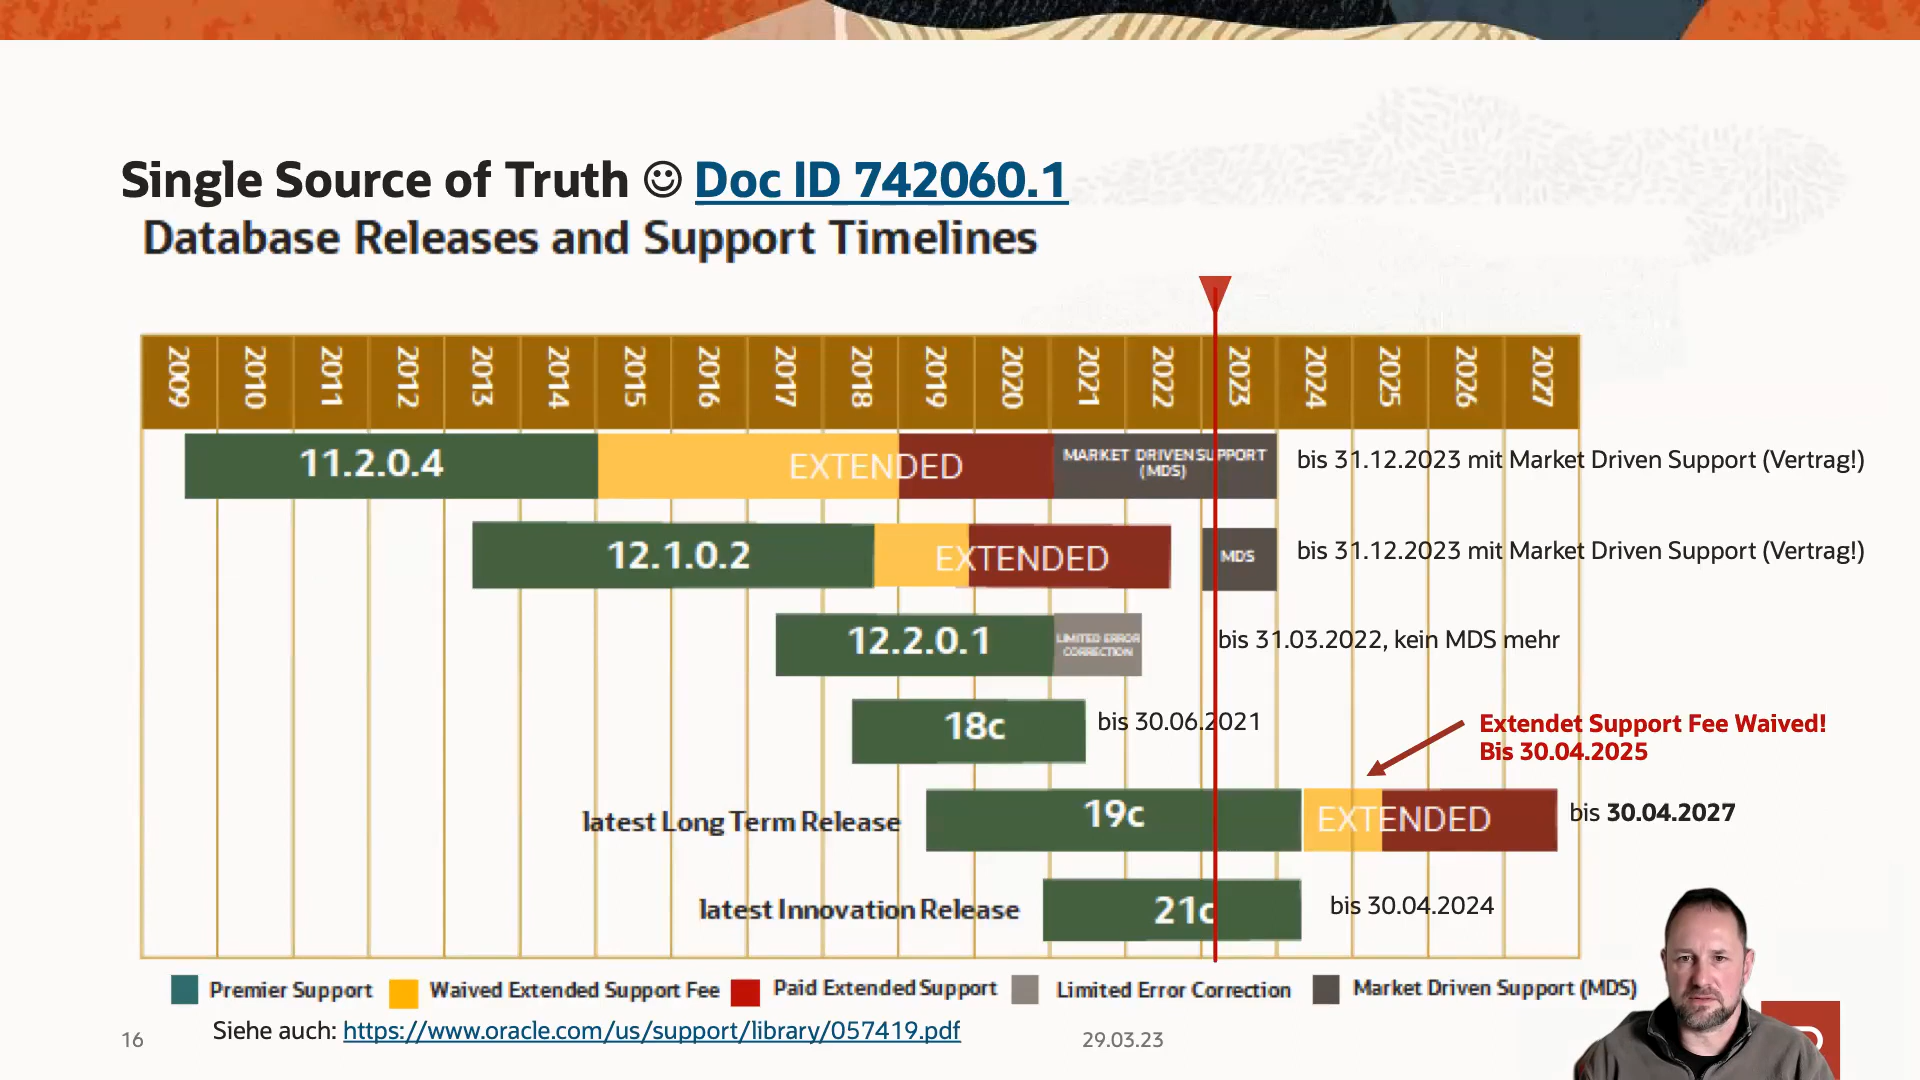 Single Source of Truth ☺ Doc ID 742060.1
Database Releases and Support Timelines
2009 2010 2011 2012 2013 2014 2015 2016 2017 2018 2019 2020 2021 2022 2023 2024 2025 2026 2027
11.2.0.4 EXTENDED MARKET DRIVEN SUPPORT (MDS) bis 31.12.2023 mit Market Driven Support (Vertrag!)
12.1.0.2 EXTENDED MDS bis 31.12.2023 mit Market Driven Support (Vertrag!)
12.2.0.1 LIMITED ERROR CORRECTION bis 31.03.2022, kein MDS mehr
18c bis 30.06.2021
Extendet Support Fee Waived!
Bis 30.04.2025
latest Long Term Release 19c EXTENDED bis 30.04.2027
latest Innovation Release 21c bis 30.04.2024
Premier Support Waived Extended Support Fee Paid Extended Support Limited Error Correction Market Driven Support (MDS)
16 Siehe auch: https://www.oracle.com/us/support/library/057419.pdf 29.03.23